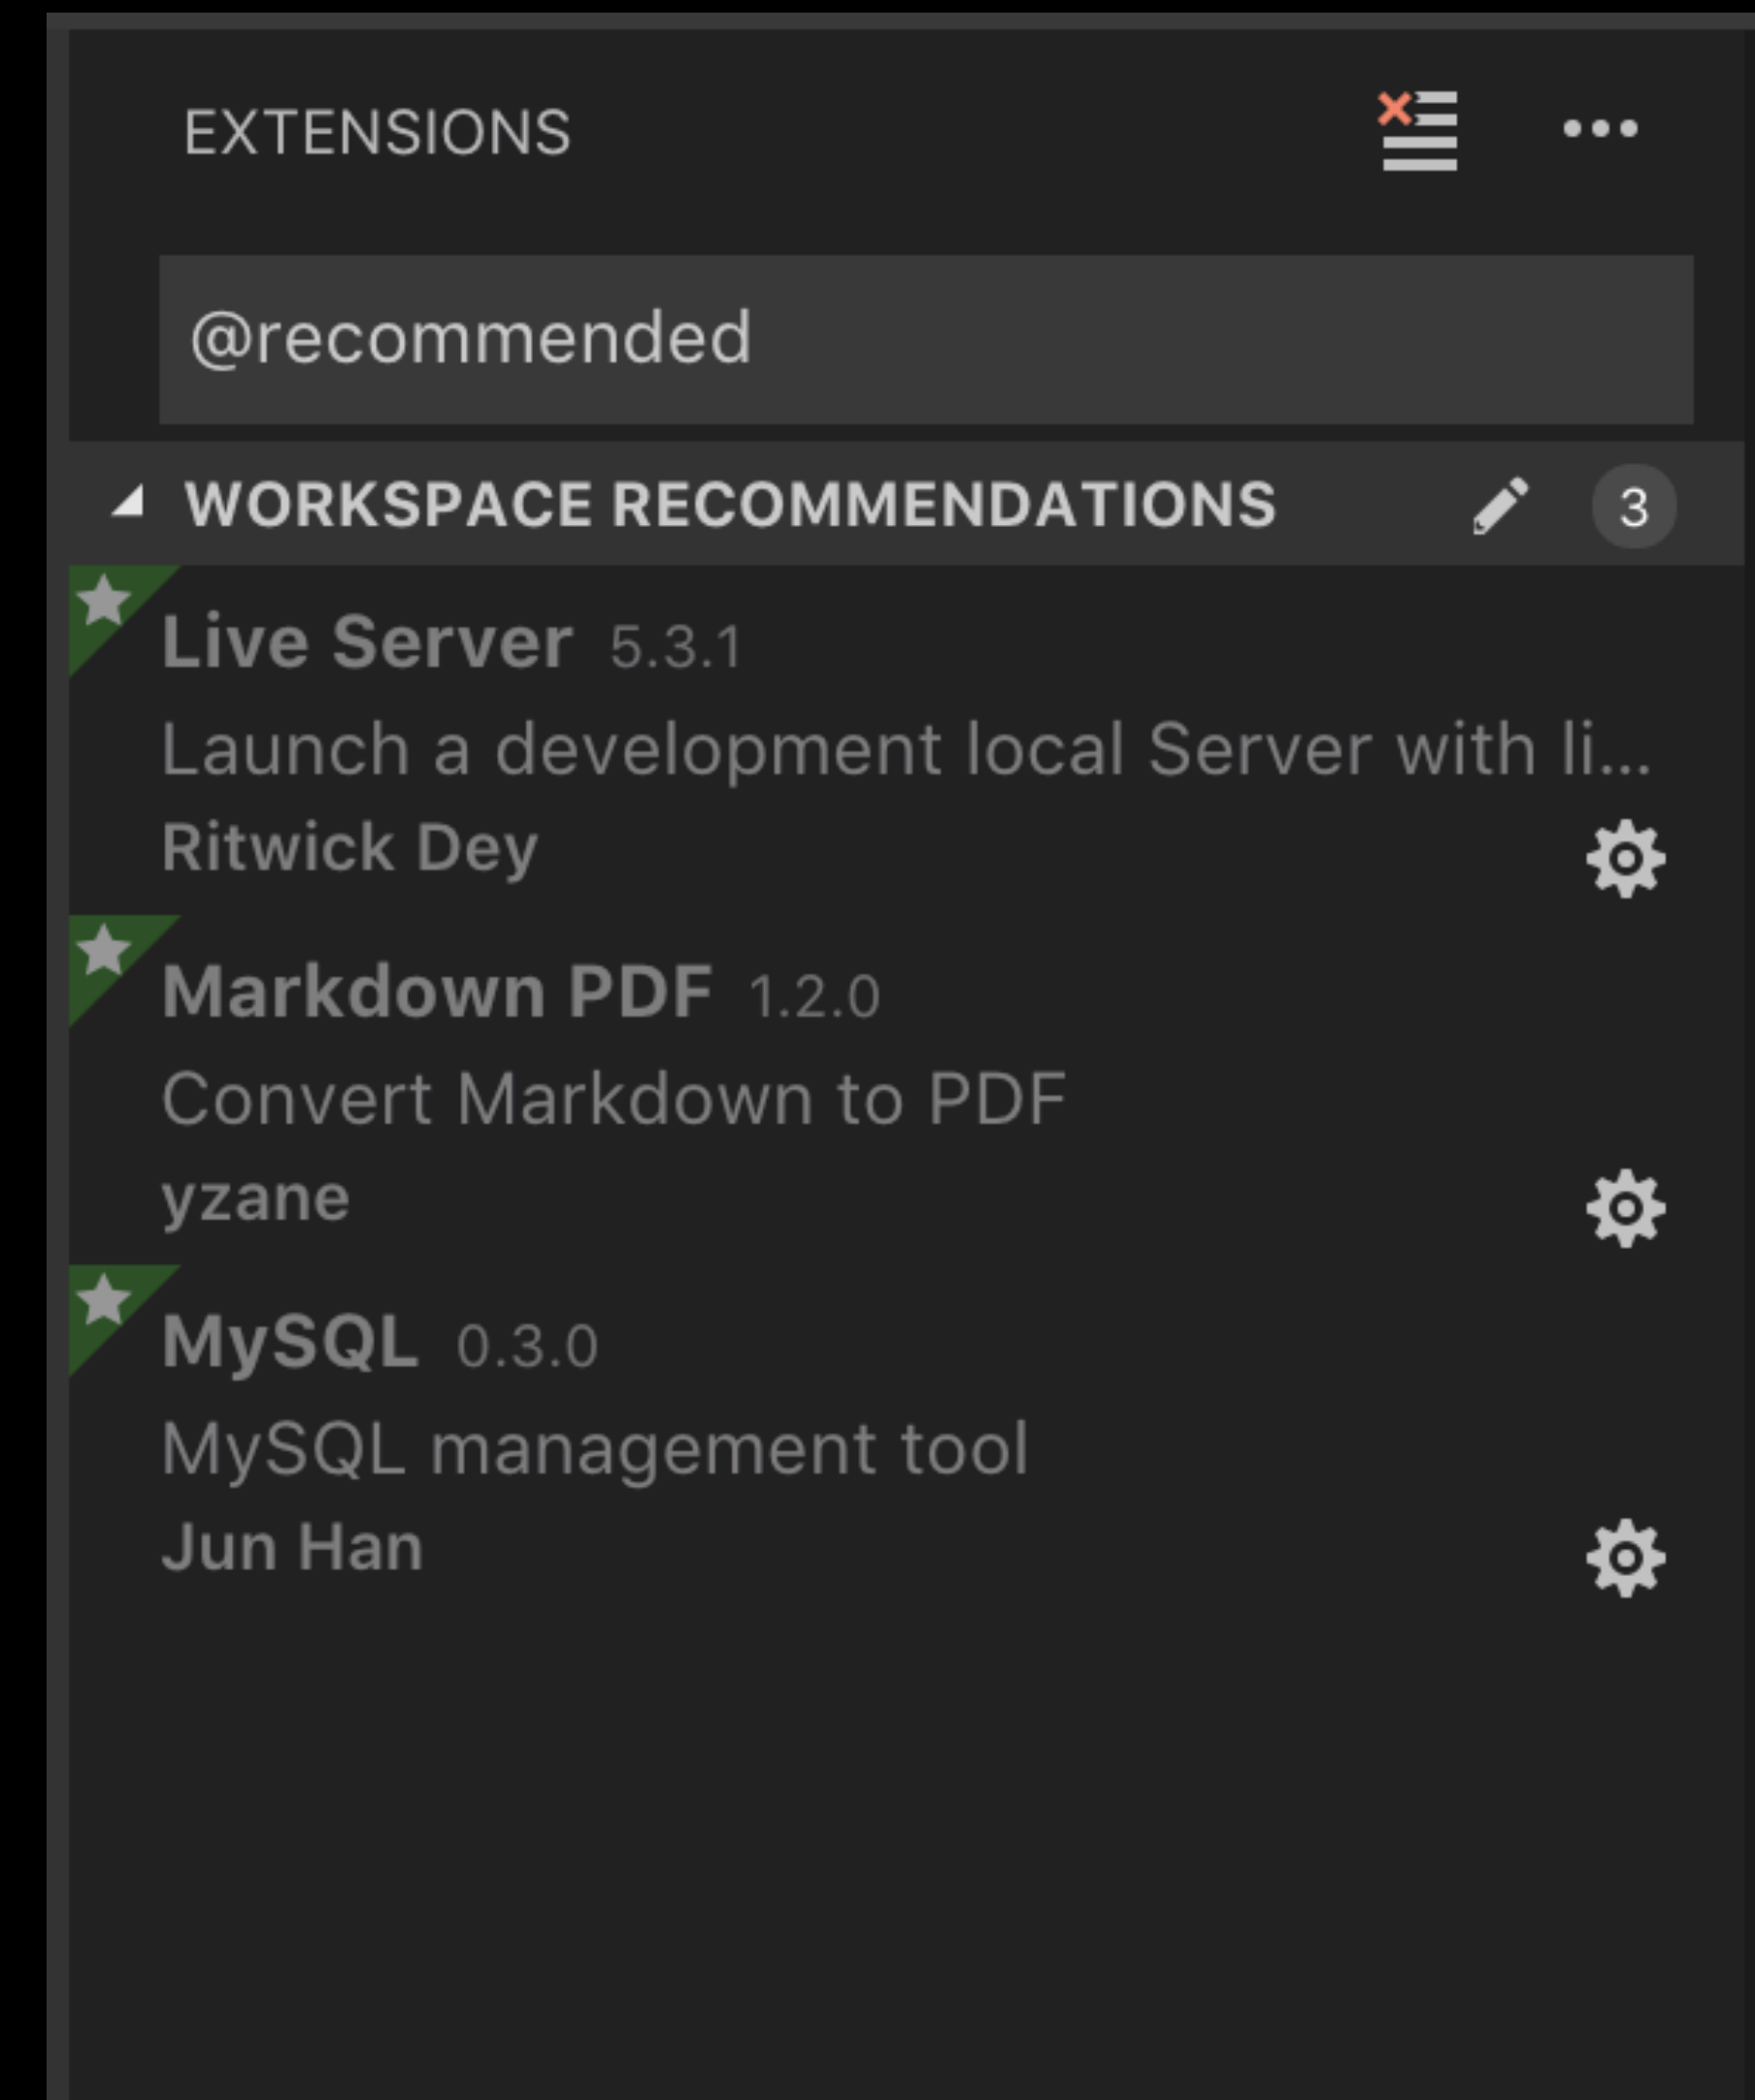 EXTENSIONS
@recommended
WORKSPACE RECOMMENDATIONS 3
Live Server 5.3.1
Launch a development local Server with li...
Ritwick Dey
Markdown PDF 1.2.0
Convert Markdown to PDF
yzane
MySQL 0.3.0
MySQL management tool
Jun Han